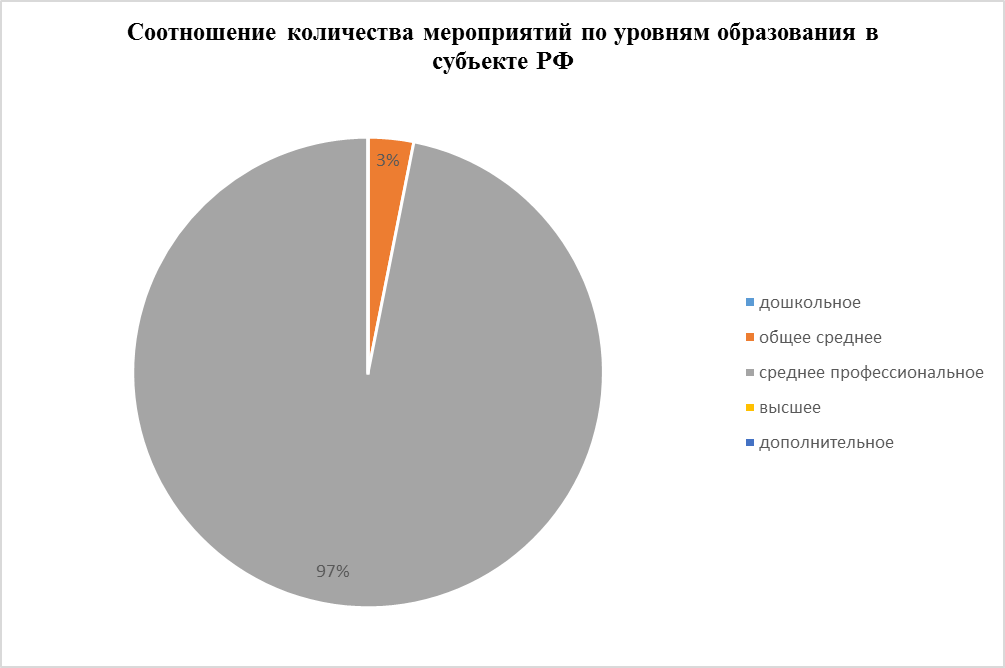 Соотношение количества мероприятий по уровням образования в
субъекте РФ
3%
97%
дошкольное
общее среднее
среднее профессиональное
высшее
дополнительное